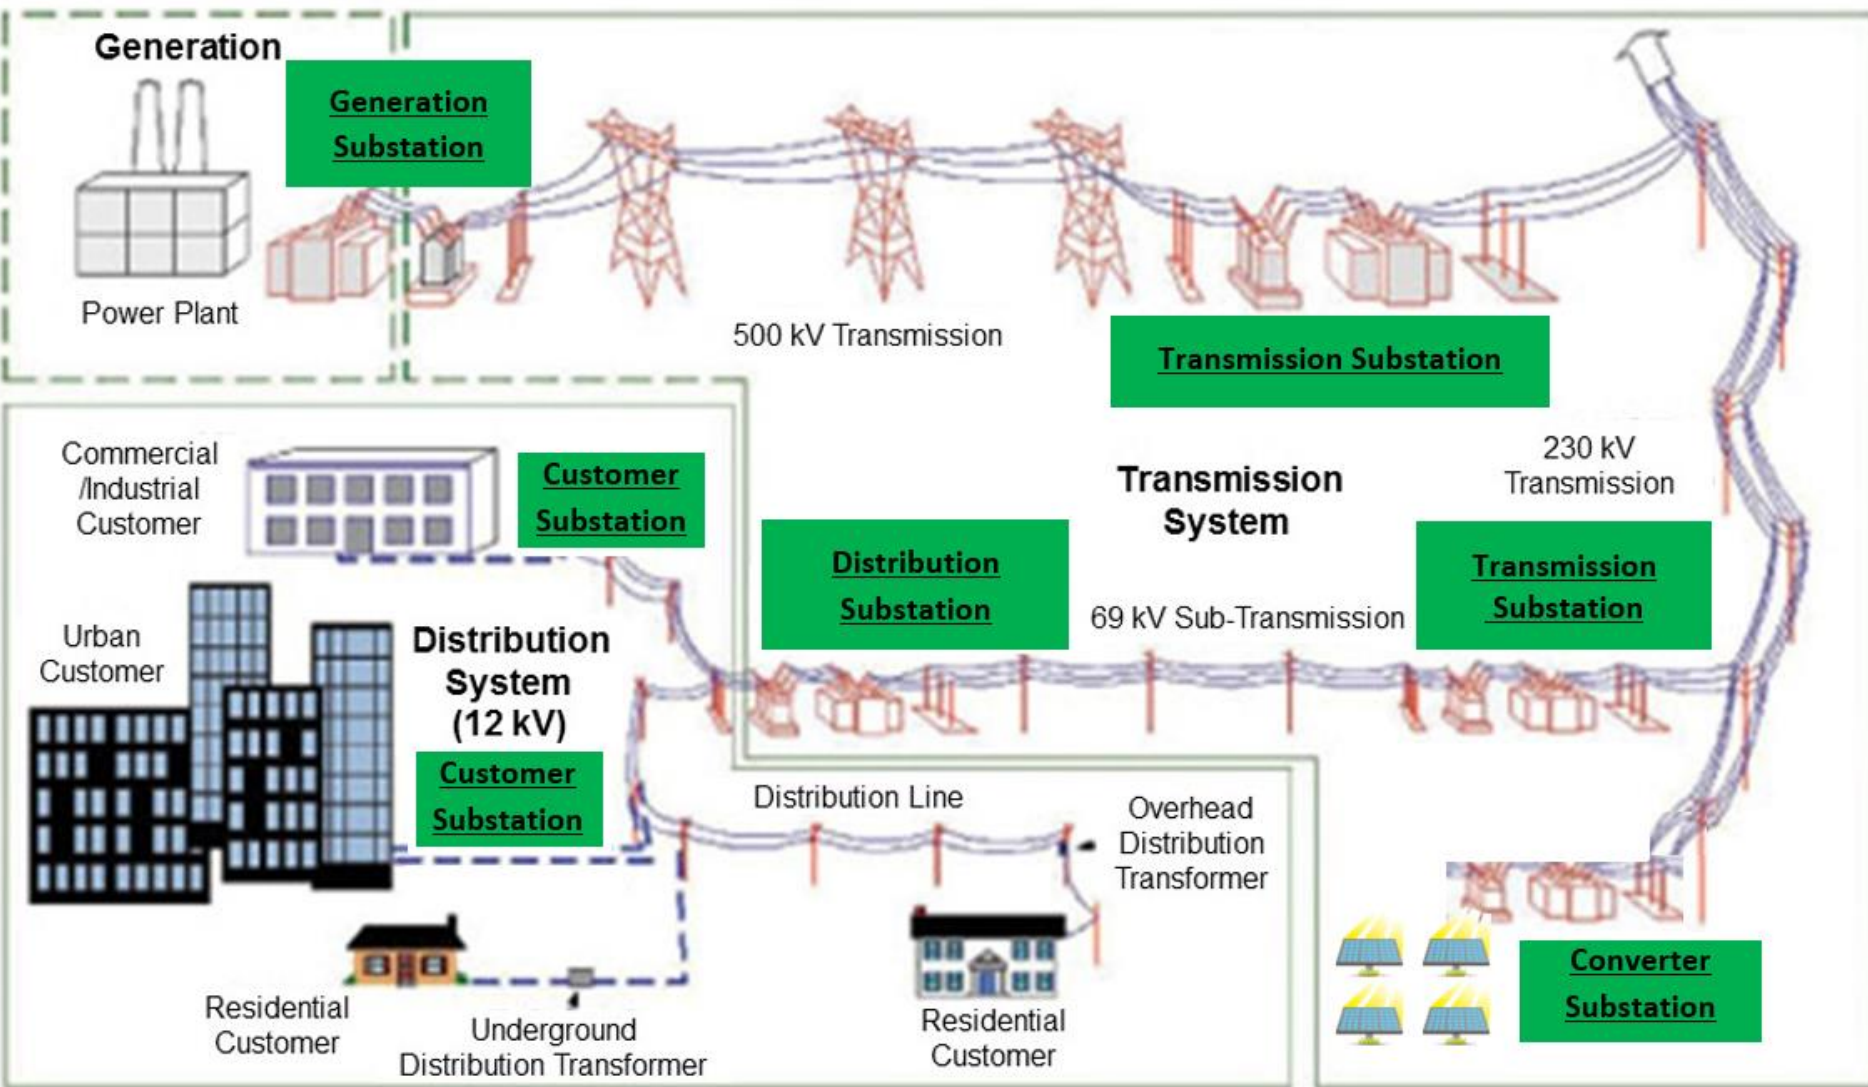 Generation
Generation
Substation
Power Plant
500 kV Transmission
Transmission Substation
Commercial
/Industrial
Customer
Customer
Substation
230 kV
Transmission
Transmission
System
Distribution
Substation
69 kV Sub-Transmission
Transmission
Substation
Urban
Customer
Distribution
System
(12 kV)
Customer
Substation
Distribution Line
Overhead
Distribution
Transformer
Residential
Customer
Underground
Distribution Transformer
Residential
Customer
Converter
Substation